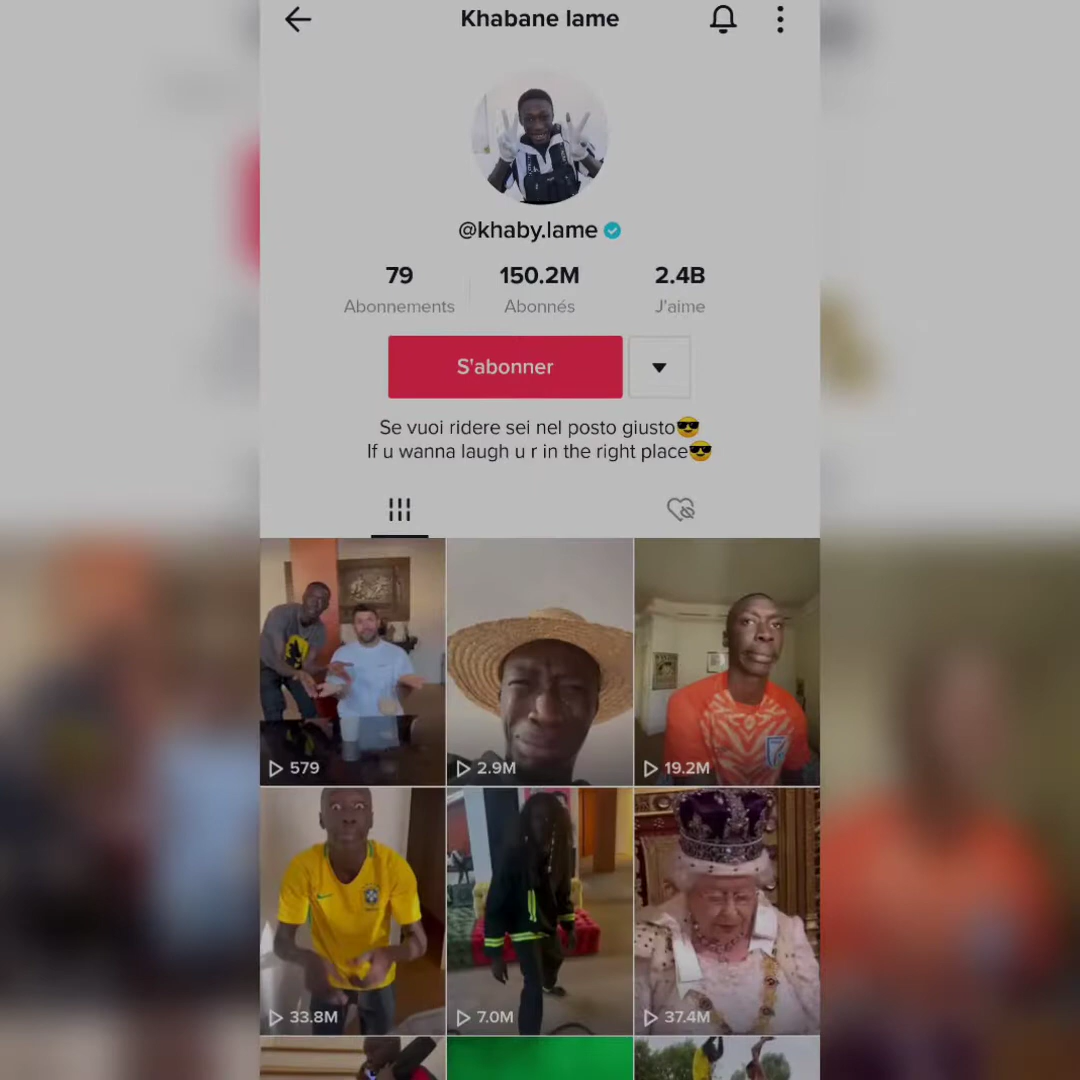 Khabane lame
@khaby.lame
79
150.2M
2.4B
Abonnements
Abonnés
J'aime
S'abonner
Se vuoi ridere sei nel posto giusto😎
If u wanna laugh u r in the right place😎
579
2.9M
19.2M
33.8M
7.0M
37.4M